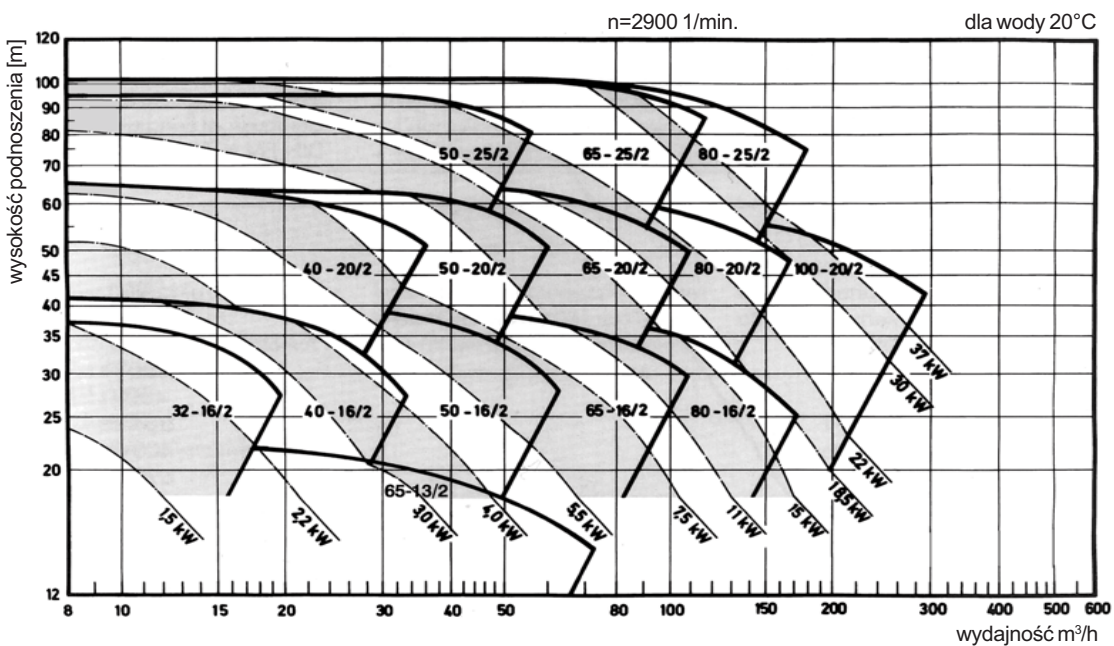 n=2900 1/min. dla wody 20°C
wysokość podnoszenia [m]
120
100
90
80
70
60
50
45
40
35
30
25
20
12
50-25/2 65-25/2 80-25/2
40-20/2 50-20/2 65-20/2 80-20/2 100-20/2
32-16/2 40-16/2 50-16/2 65-16/2 80-16/2
65-13/2
37 kW
30 kW
22 kW
18,5 kW
1,5 kW 2,2 kW 3,0 kW 4,0 kW 5,5 kW 7,5 kW 11 kW 15 kW
8 10 15 20 30 40 50 80 100 150 200 300 400 500 600
wydajność m³/h